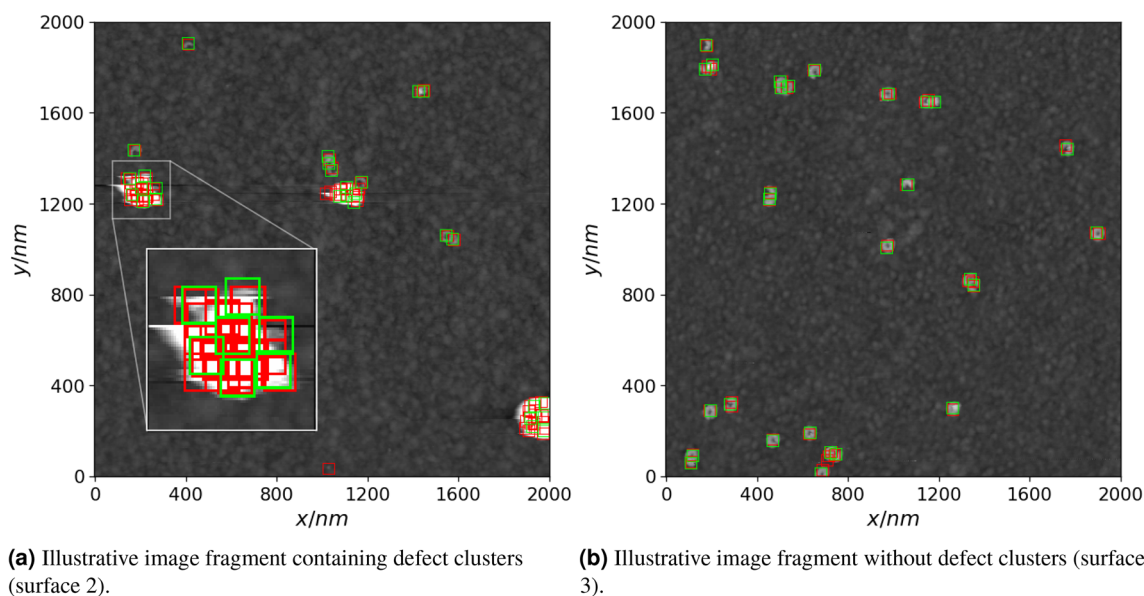 2000
1600
1200
800
400
0
y/nm
0 400 800 1200 1600 2000
x/nm
2000
1600
1200
800
400
0
y/nm
0 400 800 1200 1600 2000
x/nm
(a) Illustrative image fragment containing defect clusters
(surface 2).
(b) Illustrative image fragment without defect clusters (surface
3).